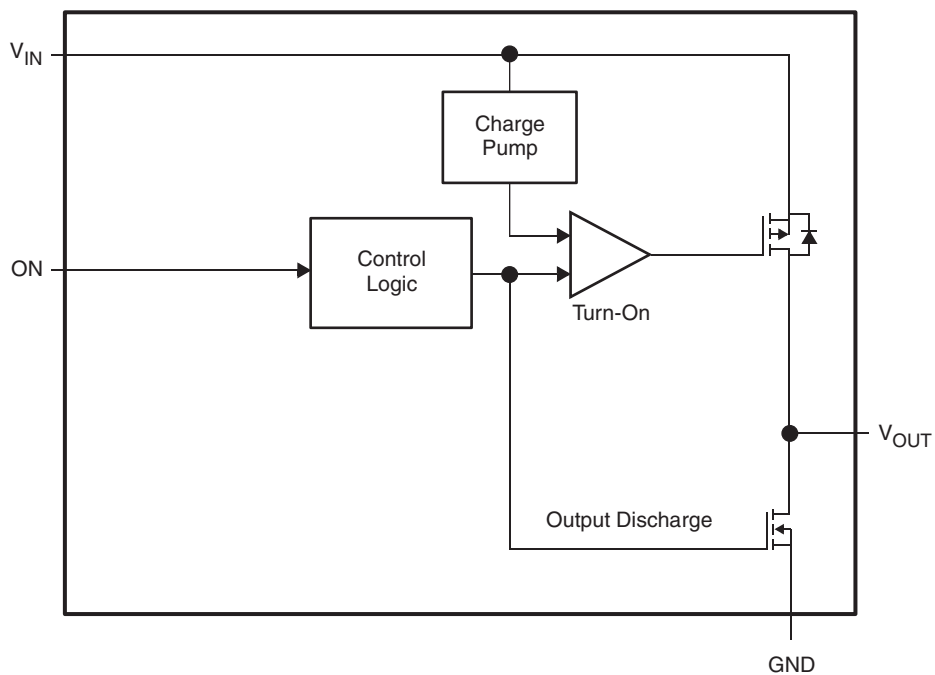 V_IN
Charge
Pump
ON
Control
Logic
Turn-On
V_OUT
Output Discharge
GND